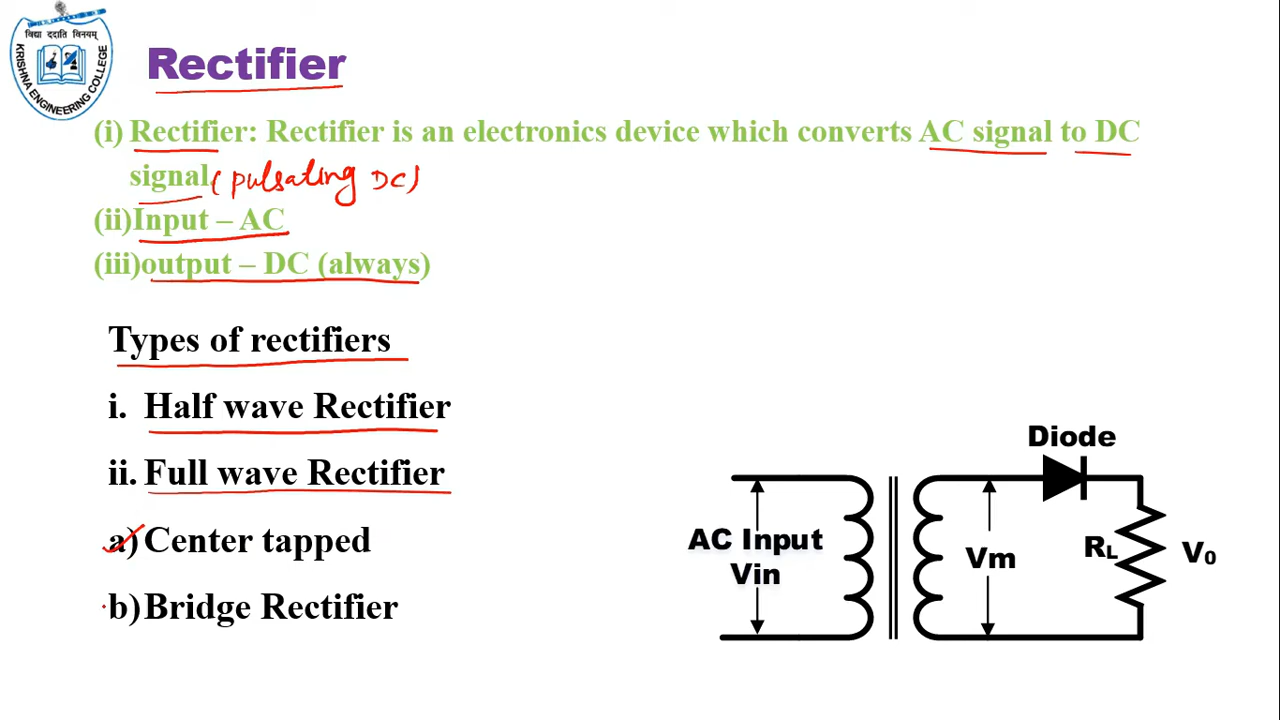 विद्या ददाति विनयम्
KRISHNA ENGINEERING COLLEGE
Rectifier
(i) Rectifier: Rectifier is an electronics device which converts AC signal to DC
signal (pulsating DC)
(ii)Input – AC
(iii)output – DC (always)
Types of rectifiers
i. Half wave Rectifier
ii. Full wave Rectifier
a) Center tapped
b) Bridge Rectifier
Diode
AC Input
Vin
Vm
RL
V0